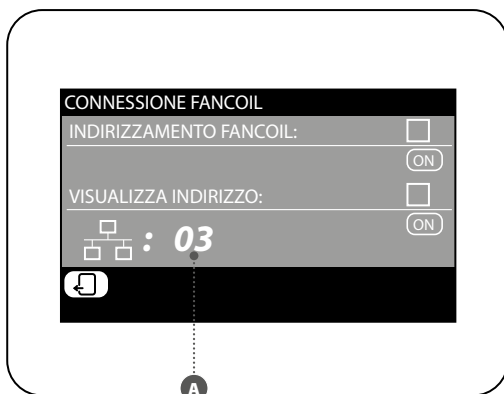 CONNESSIONE FANCOIL
INDIRIZZAMENTO FANCOIL:
ON
VISUALIZZA INDIRIZZO:
ON
: 03
A